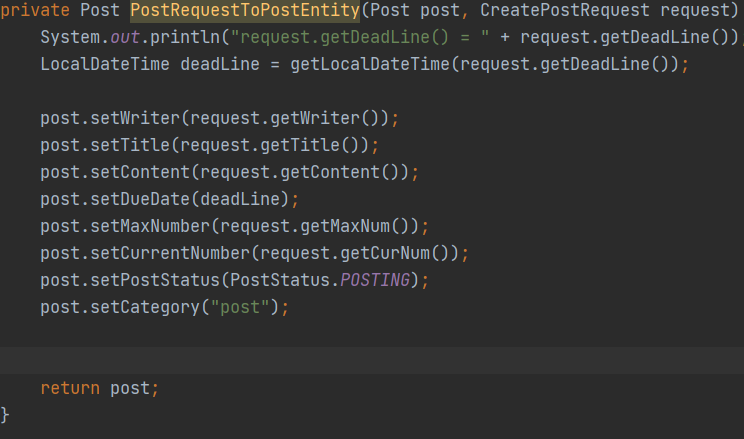 private Post PostRequestToPostEntity(Post post, CreatePostRequest request)
System.out.println("request.getDeadLine() = " + request.getDeadLine());
LocalDateTime deadLine = getLocalDateTime(request.getDeadLine());
post.setWriter(request.getWriter());
post.setTitle(request.getTitle());
post.setContent(request.getContent());
post.setDueDate(deadLine);
post.setMaxNumber(request.getMaxNum());
post.setCurrentNumber(request.getCurNum());
post.setPostStatus(PostStatus.POSTING);
post.setCategory("post");
return post;
}